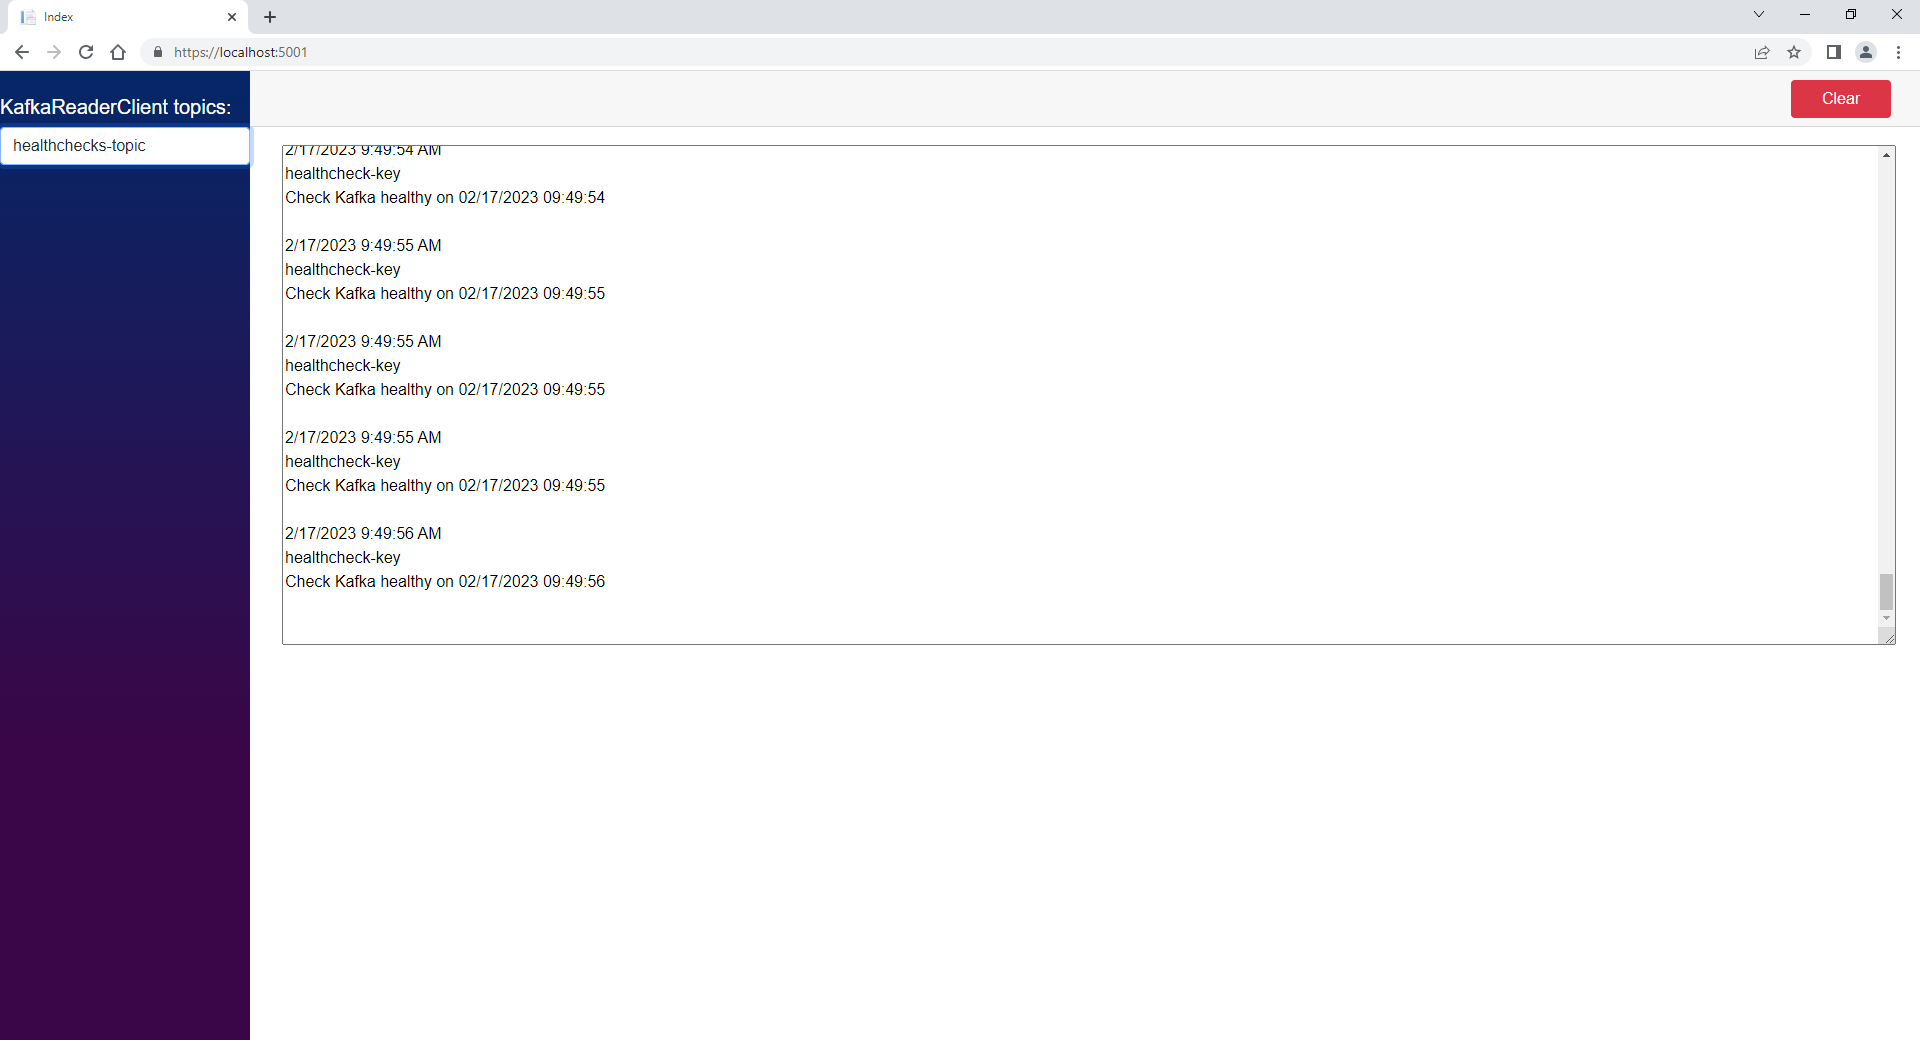 Index
https://localhost:5001
KafkaReaderClient topics:
healthchecks-topic
Clear
2/17/2023 9:49:54 AM
healthcheck-key
Check Kafka healthy on 02/17/2023 09:49:54
2/17/2023 9:49:55 AM
healthcheck-key
Check Kafka healthy on 02/17/2023 09:49:55
2/17/2023 9:49:55 AM
healthcheck-key
Check Kafka healthy on 02/17/2023 09:49:55
2/17/2023 9:49:55 AM
healthcheck-key
Check Kafka healthy on 02/17/2023 09:49:55
2/17/2023 9:49:56 AM
healthcheck-key
Check Kafka healthy on 02/17/2023 09:49:56